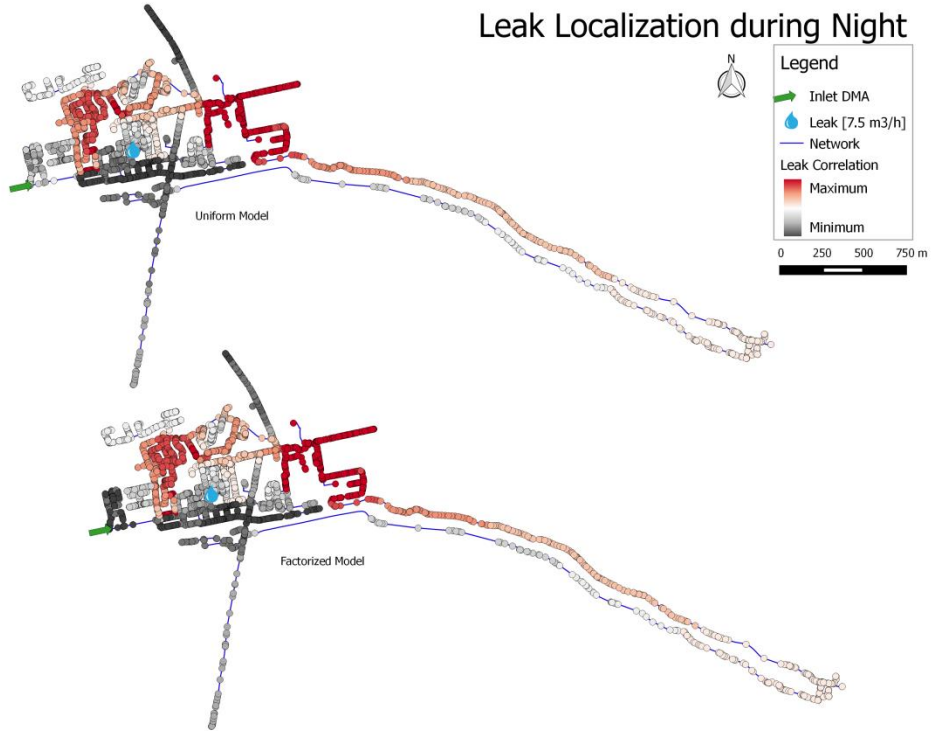 Leak Localization during Night
N
Legend
Inlet DMA
Leak [7.5 m3/h]
Network
Leak Correlation
Maximum
Minimum
0 250 500 750 m
Uniform Model
Factorized Model